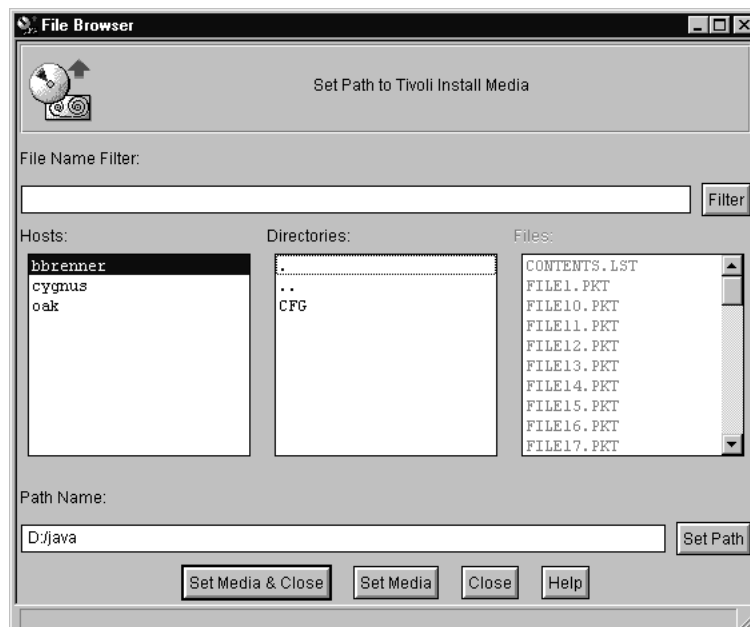 File Browser
Set Path to Tivoli Install Media
File Name Filter:
Filter
Hosts: Directories: Files:
bbrenner . CONTENTS.LST
cygnus .. FILE1.PKT
oak CFG FILE10.PKT
FILE11.PKT
FILE12.PKT
FILE13.PKT
FILE14.PKT
FILE15.PKT
FILE16.PKT
FILE17.PKT
Path Name:
D:/java Set Path
Set Media & Close Set Media Close Help